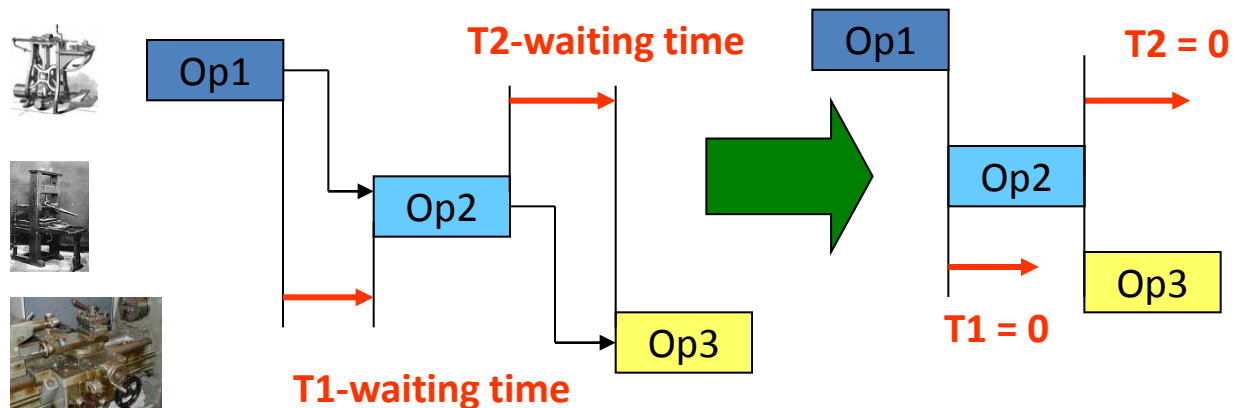 Op1
T2-waiting time
Op2
Op3
T1-waiting time
Op1
T2 = 0
Op2
Op3
T1 = 0